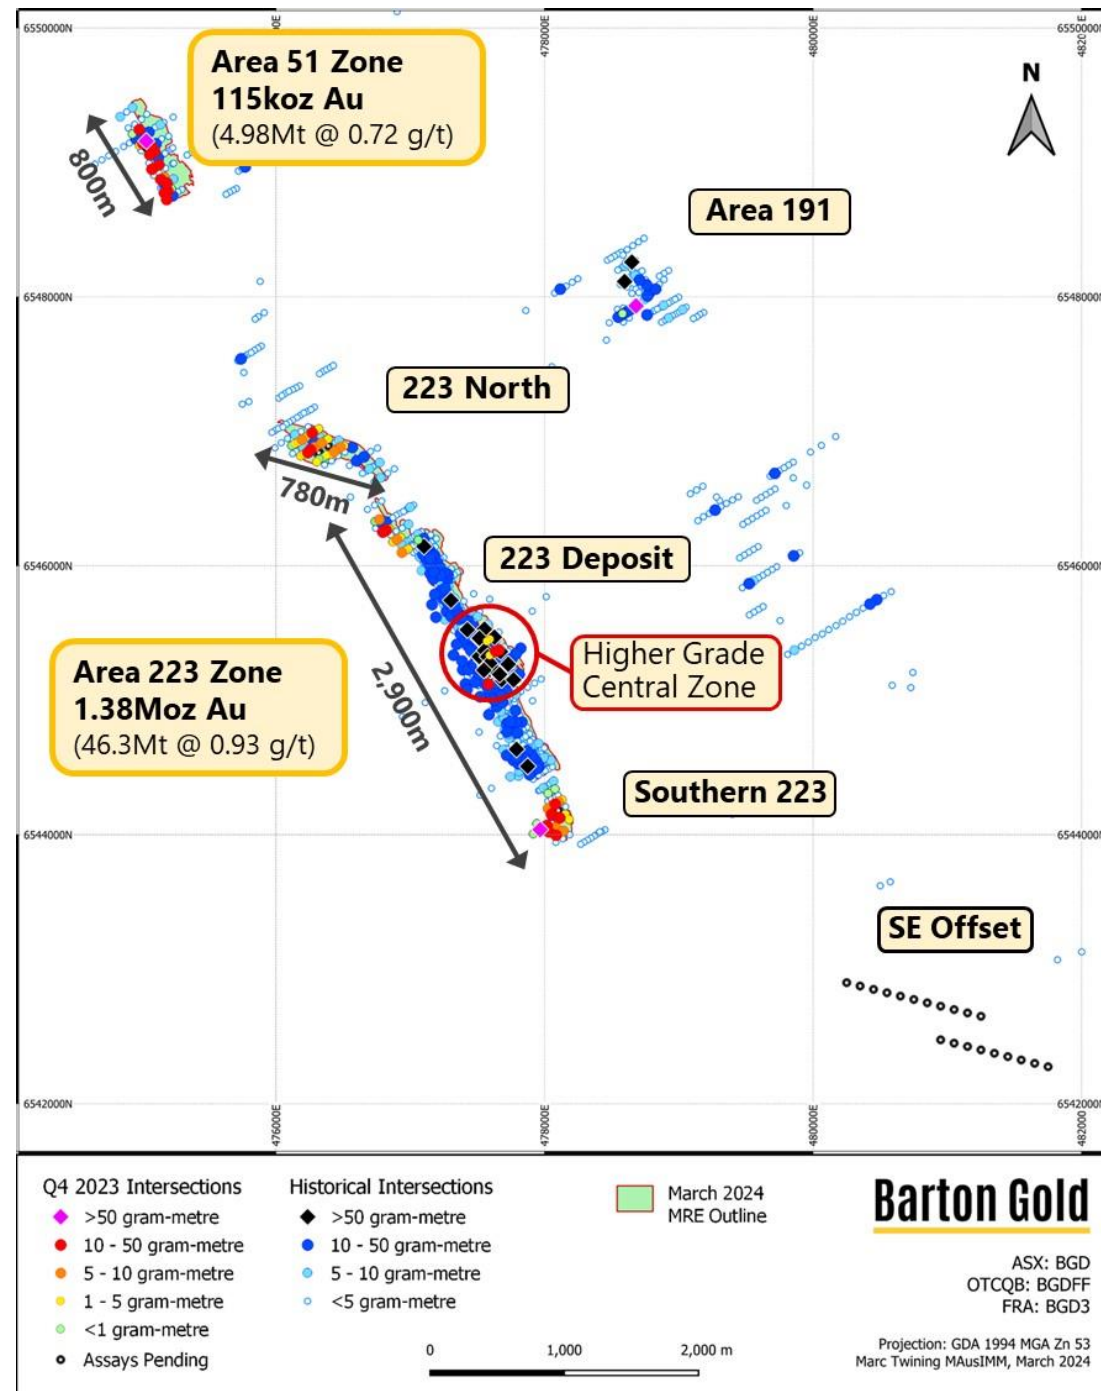 6550000N
6550000N
476000E
478000E
480000E
482000E
Area 51 Zone
115koz Au
(4.98Mt @ 0.72 g/t)
N
800m
Area 191
6548000N
6548000N
223 North
780m
223 Deposit
6546000N
6546000N
Higher Grade
Central Zone
Area 223 Zone
1.38Moz Au
(46.3Mt @ 0.93 g/t)
2,900m
Southern 223
6544000N
6544000N
SE Offset
6542000N
6542000N
476000E
478000E
480000E
482000
Q4 2023 Intersections
>50 gram-metre
10 - 50 gram-metre
5 - 10 gram-metre
1 - 5 gram-metre
<1 gram-metre
Assays Pending
Historical Intersections
>50 gram-metre
10 - 50 gram-metre
5 - 10 gram-metre
<5 gram-metre
March 2024
MRE Outline
0 1,000 2,000 m
Barton Gold
ASX: BGD
OTCQB: BGDFF
FRA: BGD3
Projection: GDA 1994 MGA Zn 53
Marc Twining MAusIMM, March 2024